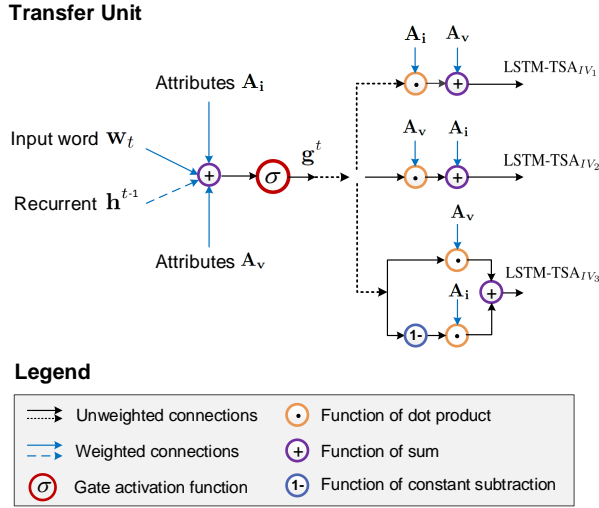 Transfer Unit
Attributes A_i
Input word w_t
Recurrent h^{t-1}
Attributes A_v
+
σ
g^t
A_i A_v
· + LSTM-TSA_{IV_1}
A_v A_i
· + LSTM-TSA_{IV_2}
A_v
·
A_i
+ LSTM-TSA_{IV_3}
1- ·
Legend
Unweighted connections · Function of dot product
Weighted connections + Function of sum
σ Gate activation function 1- Function of constant subtraction